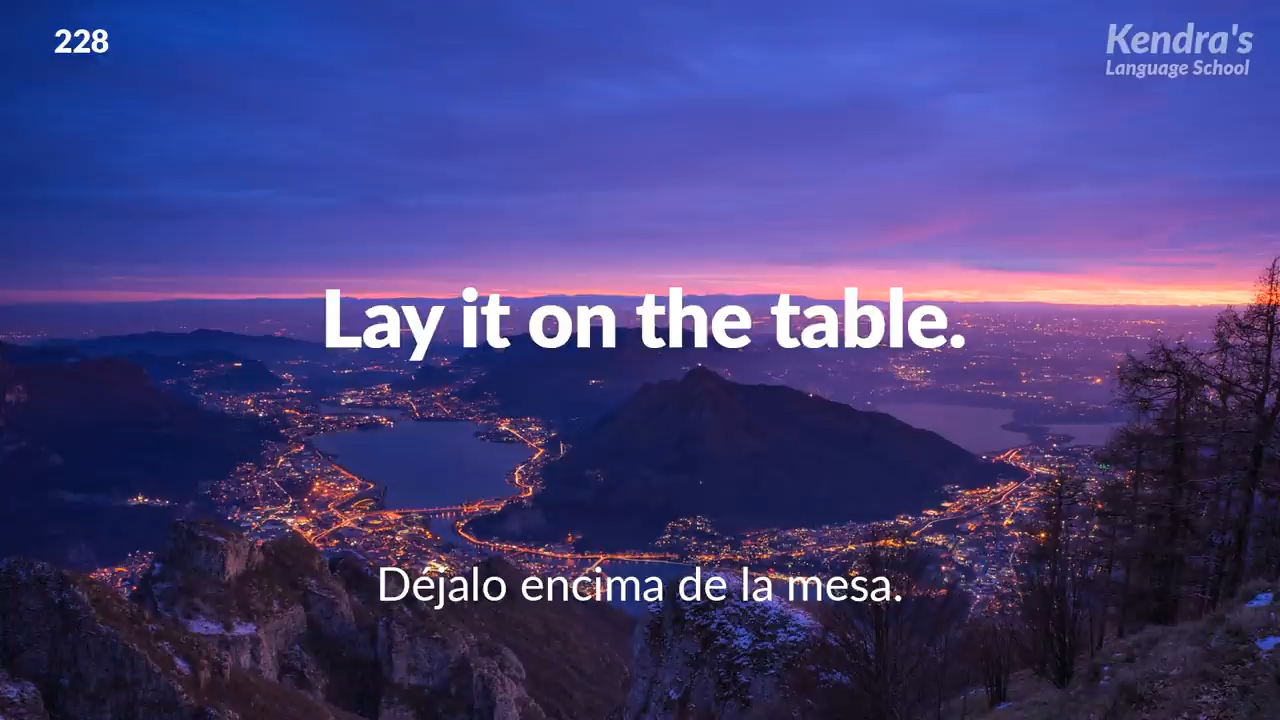 228
Kendra's
Language School
Lay it on the table.
Déjalo encima de la mesa.